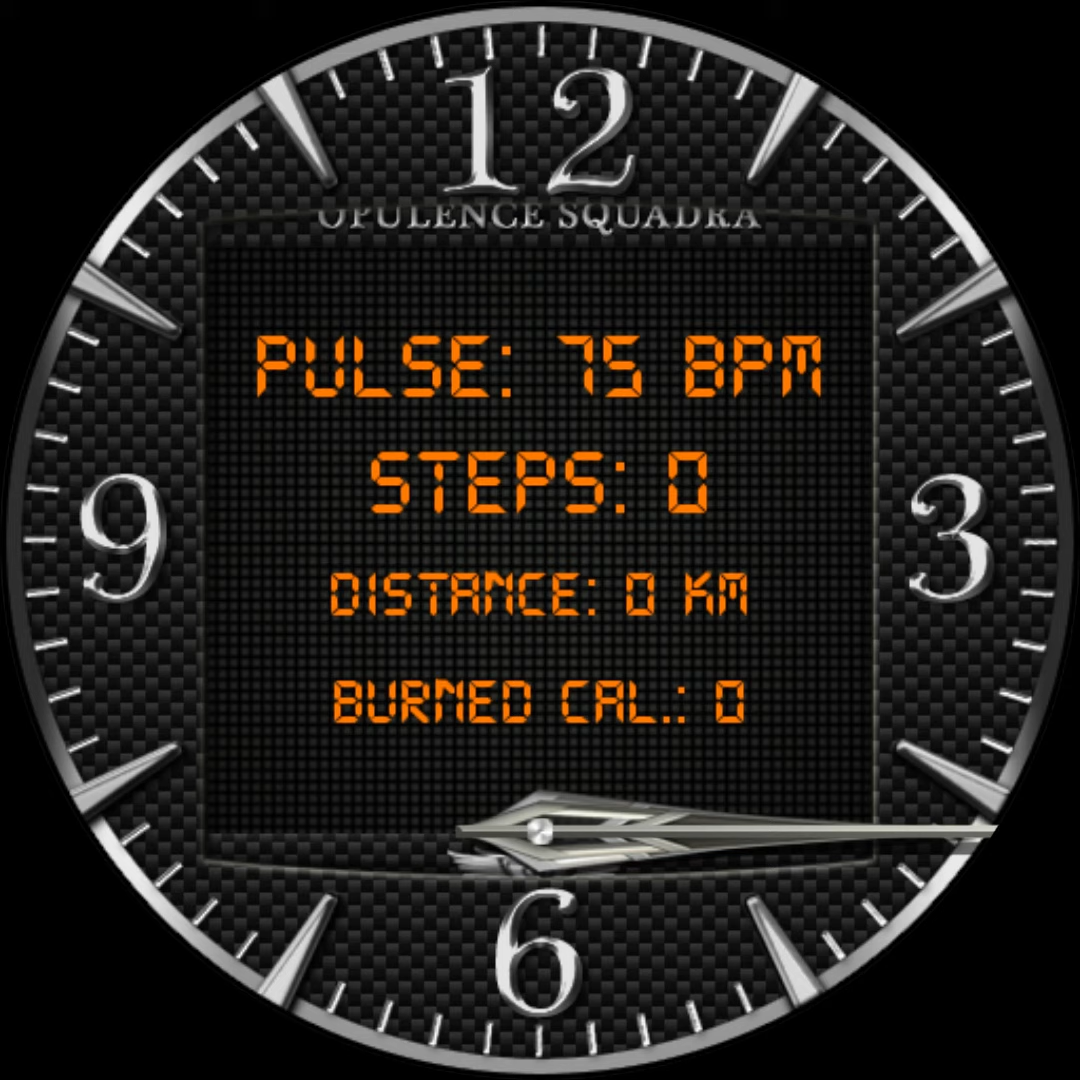 12
OPULENCE SQUADRA
PULSE: 75 BPM
STEPS: 0
9
3
DISTANCE: 0 KM
BURNED CAL.: 0
6